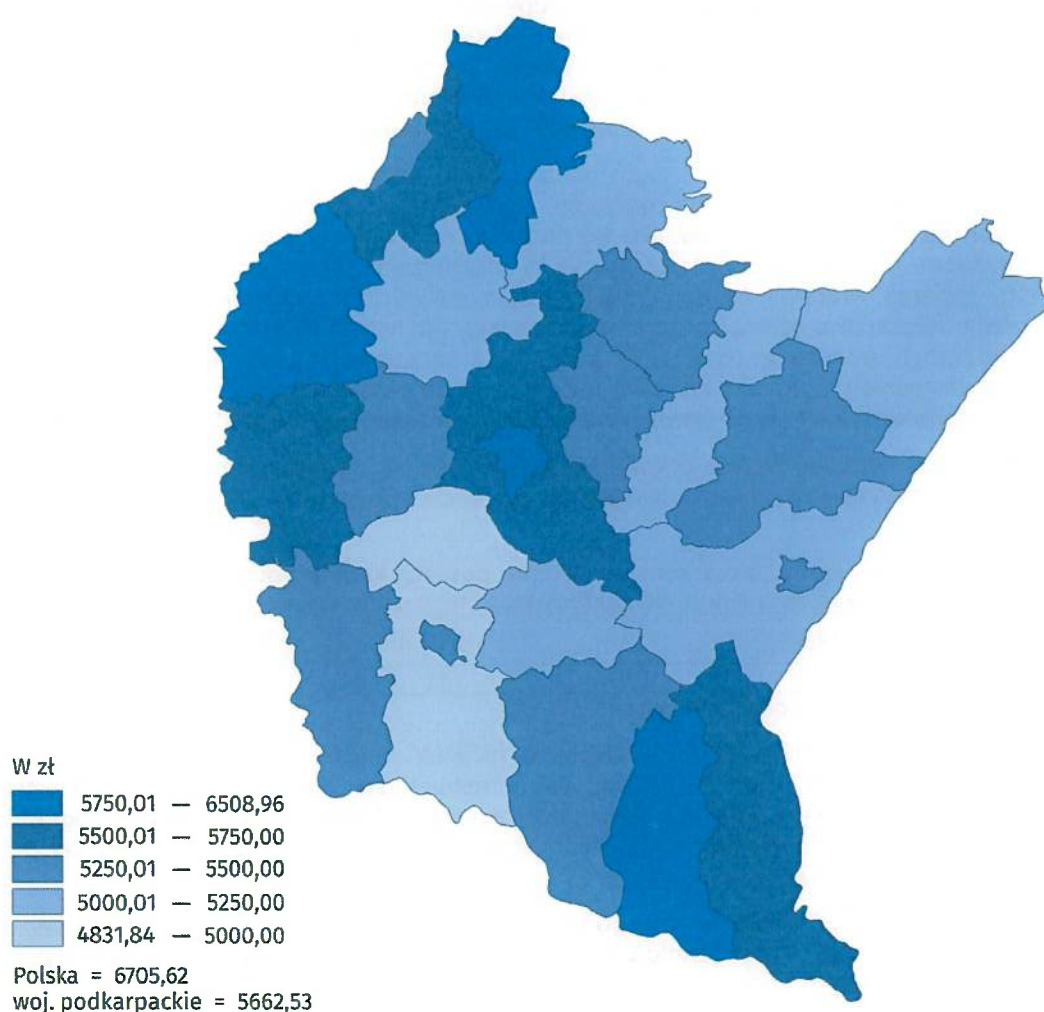 W zł
5750,01 — 6508,96
5500,01 — 5750,00
5250,01 — 5500,00
5000,01 — 5250,00
4831,84 — 5000,00
Polska = 6705,62
woj. podkarpackie = 5662,53